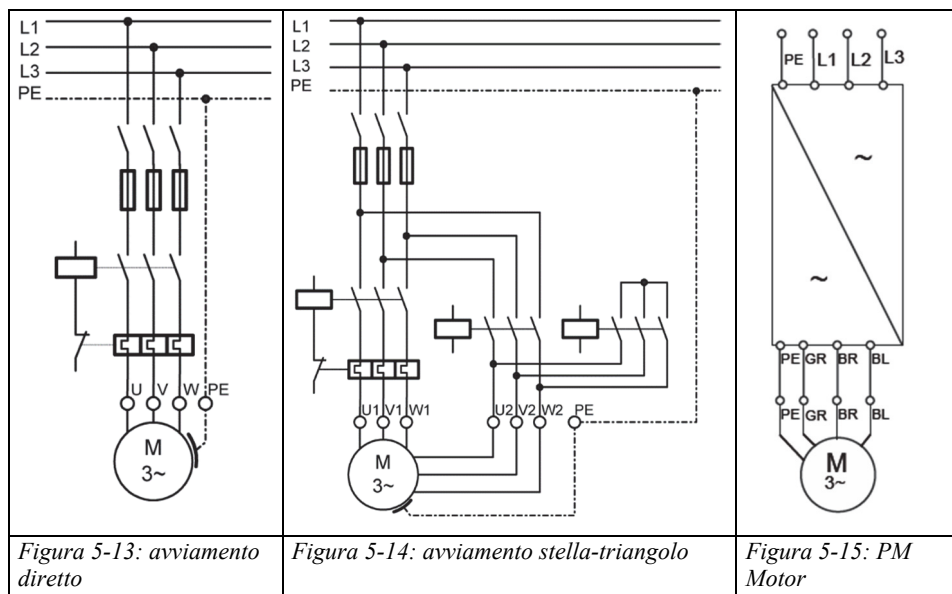 L1
L2
L3
PE
U V W PE
M
3~
Figura 5-13: avviamento
diretto
L1
L2
L3
PE
U1 V1 W1 U2 V2 W2 PE
M
3~
Figura 5-14: avviamento stella-triangolo
PE L1 L2 L3
~
~
PE GR BR BL
PE GR BR BL
M
3~
Figura 5-15: PM
Motor